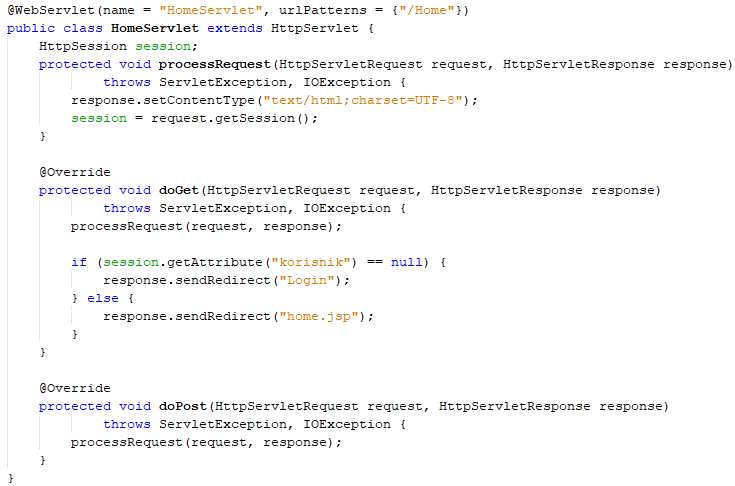 @WebServlet(name = "HomeServlet", urlPatterns = {"/Home"})
public class HomeServlet extends HttpServlet {
    HttpSession session;
    protected void processRequest(HttpServletRequest request, HttpServletResponse response)
            throws ServletException, IOException {
        response.setContentType("text/html;charset=UTF-8");
        session = request.getSession();
    }

    @Override
    protected void doGet(HttpServletRequest request, HttpServletResponse response)
            throws ServletException, IOException {
        processRequest(request, response);

        if (session.getAttribute("korisnik") == null) {
            response.sendRedirect("Login");
        } else {
            response.sendRedirect("home.jsp");
        }
    }

    @Override
    protected void doPost(HttpServletRequest request, HttpServletResponse response)
            throws ServletException, IOException {
        processRequest(request, response);
    }
}